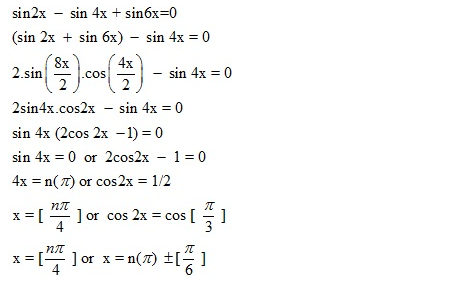 sin2x − sin 4x + sin6x=0
(sin 2x + sin 6x) − sin 4x = 0
2.sin(8x/2).cos(4x/2) − sin 4x = 0
2sin4x.cos2x − sin 4x = 0
sin 4x (2cos 2x −1) = 0
sin 4x = 0 or 2cos2x − 1 = 0
4x = n(π) or cos2x = 1/2
x = [nπ/4] or cos 2x = cos [π/3]
x = [nπ/4] or x = n(π) ±[π/6]